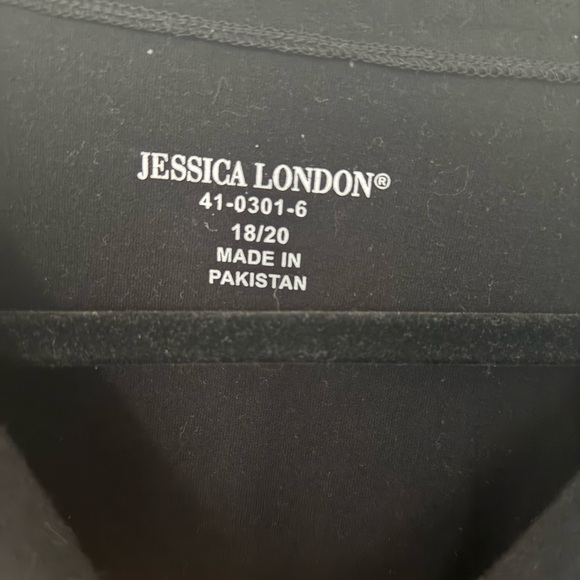 JESSICA LONDON®
41-0301-6
18/20
MADE IN
PAKISTAN